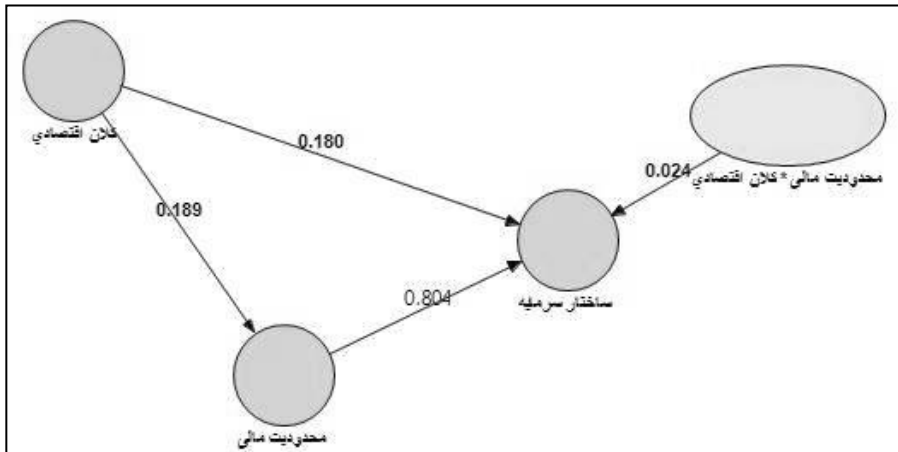 کلان اقتصادي
0.180
0.024
محدودیت مالی * کلان اقتصادي
0.189
ساختار سرمایه
0.804
محدودیت مالی